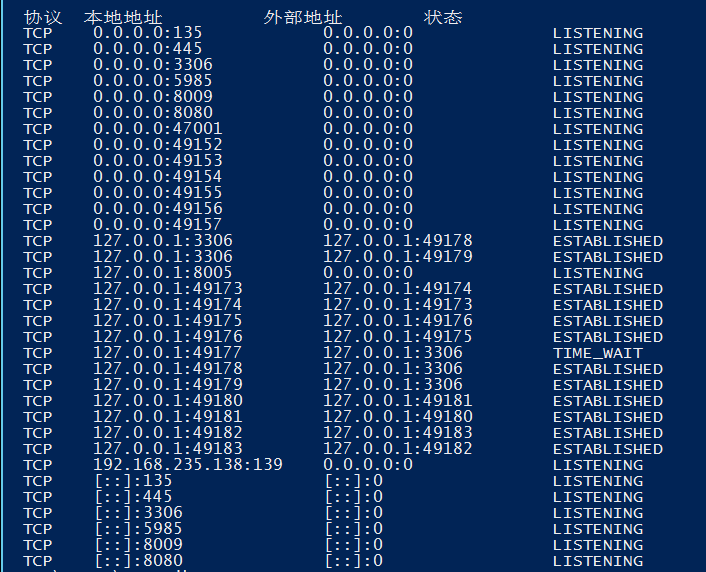 协议 本地地址 外部地址 状态
TCP 0.0.0.0:135 0.0.0.0:0 LISTENING
TCP 0.0.0.0:445 0.0.0.0:0 LISTENING
TCP 0.0.0.0:3306 0.0.0.0:0 LISTENING
TCP 0.0.0.0:5985 0.0.0.0:0 LISTENING
TCP 0.0.0.0:8009 0.0.0.0:0 LISTENING
TCP 0.0.0.0:8080 0.0.0.0:0 LISTENING
TCP 0.0.0.0:47001 0.0.0.0:0 LISTENING
TCP 0.0.0.0:49152 0.0.0.0:0 LISTENING
TCP 0.0.0.0:49153 0.0.0.0:0 LISTENING
TCP 0.0.0.0:49154 0.0.0.0:0 LISTENING
TCP 0.0.0.0:49155 0.0.0.0:0 LISTENING
TCP 0.0.0.0:49156 0.0.0.0:0 LISTENING
TCP 0.0.0.0:49157 0.0.0.0:0 LISTENING
TCP 127.0.0.1:3306 127.0.0.1:49178 ESTABLISHED
TCP 127.0.0.1:3306 127.0.0.1:49179 ESTABLISHED
TCP 127.0.0.1:8005 0.0.0.0:0 LISTENING
TCP 127.0.0.1:49173 127.0.0.1:49174 ESTABLISHED
TCP 127.0.0.1:49174 127.0.0.1:49173 ESTABLISHED
TCP 127.0.0.1:49175 127.0.0.1:49176 ESTABLISHED
TCP 127.0.0.1:49176 127.0.0.1:49175 ESTABLISHED
TCP 127.0.0.1:49177 127.0.0.1:3306 TIME_WAIT
TCP 127.0.0.1:49178 127.0.0.1:3306 ESTABLISHED
TCP 127.0.0.1:49179 127.0.0.1:3306 ESTABLISHED
TCP 127.0.0.1:49180 127.0.0.1:49181 ESTABLISHED
TCP 127.0.0.1:49181 127.0.0.1:49180 ESTABLISHED
TCP 127.0.0.1:49182 127.0.0.1:49183 ESTABLISHED
TCP 127.0.0.1:49183 127.0.0.1:49182 ESTABLISHED
TCP 192.168.235.138:139 0.0.0.0:0 LISTENING
TCP [::]:135 [::]:0 LISTENING
TCP [::]:445 [::]:0 LISTENING
TCP [::]:3306 [::]:0 LISTENING
TCP [::]:5985 [::]:0 LISTENING
TCP [::]:8009 [::]:0 LISTENING
TCP [::]:8080 [::]:0 LISTENING